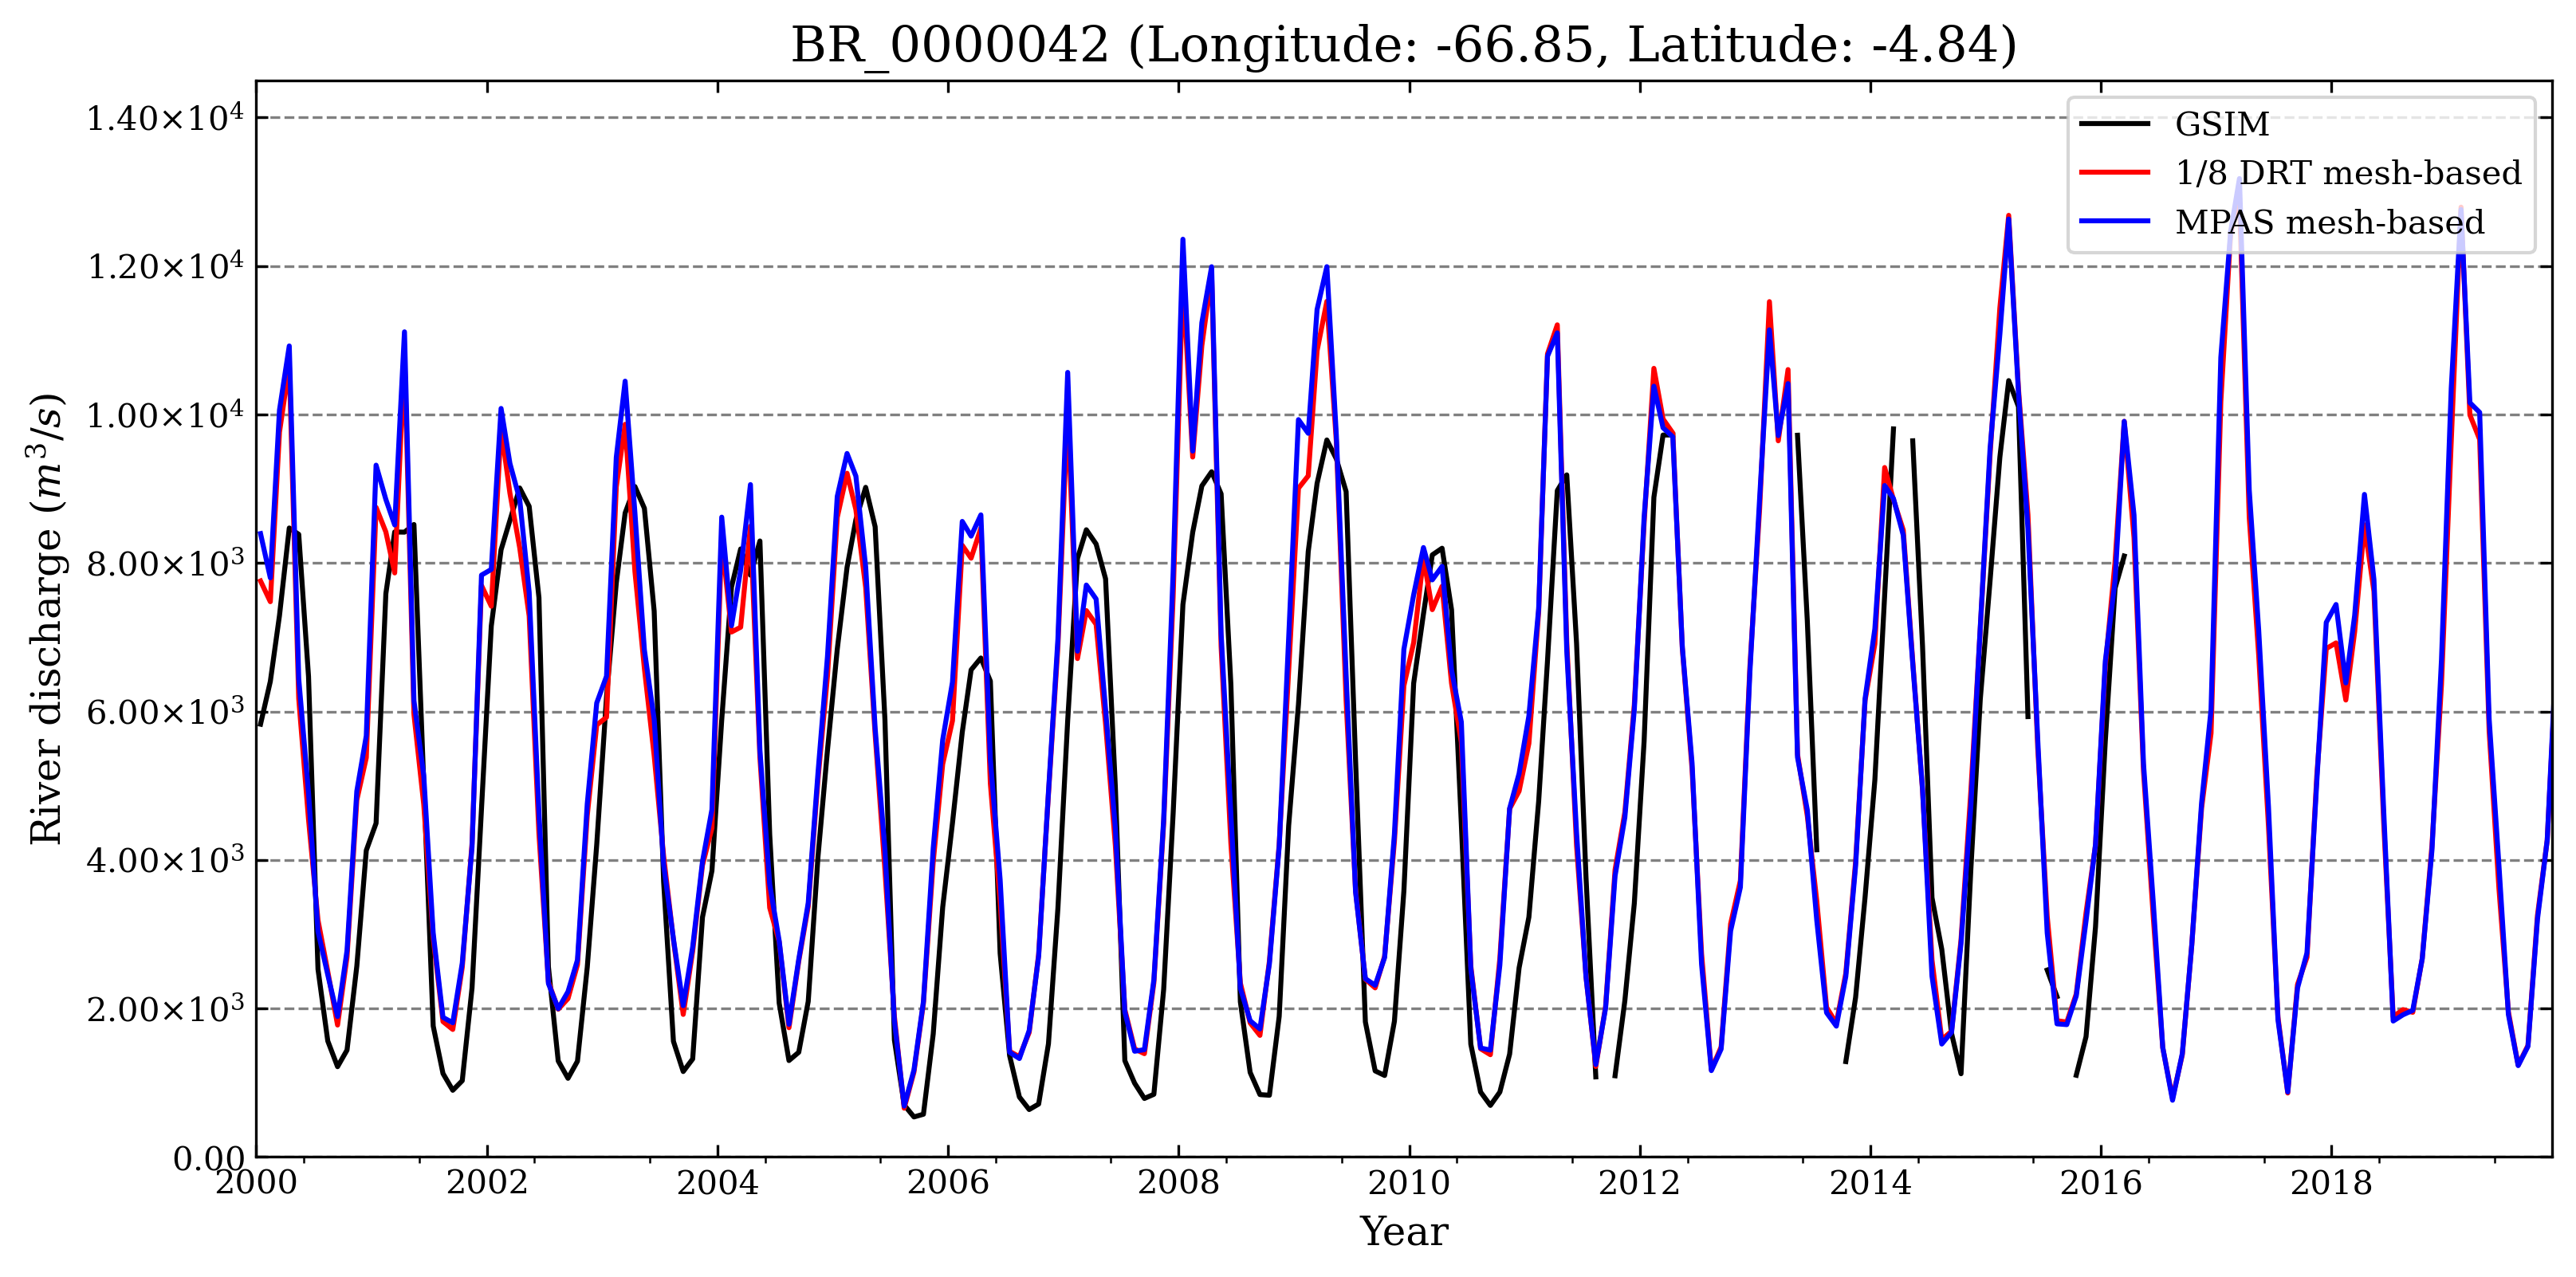 BR_0000042 (Longitude: -66.85, Latitude: -4.84)
1.40×10⁴
1.20×10⁴
1.00×10⁴
8.00×10³
6.00×10³
4.00×10³
2.00×10³
0.00
River discharge (m³/s)
GSIM
1/8 DRT mesh-based
MPAS mesh-based
2000 2002 2004 2006 2008 2010 2012 2014 2016 2018
Year